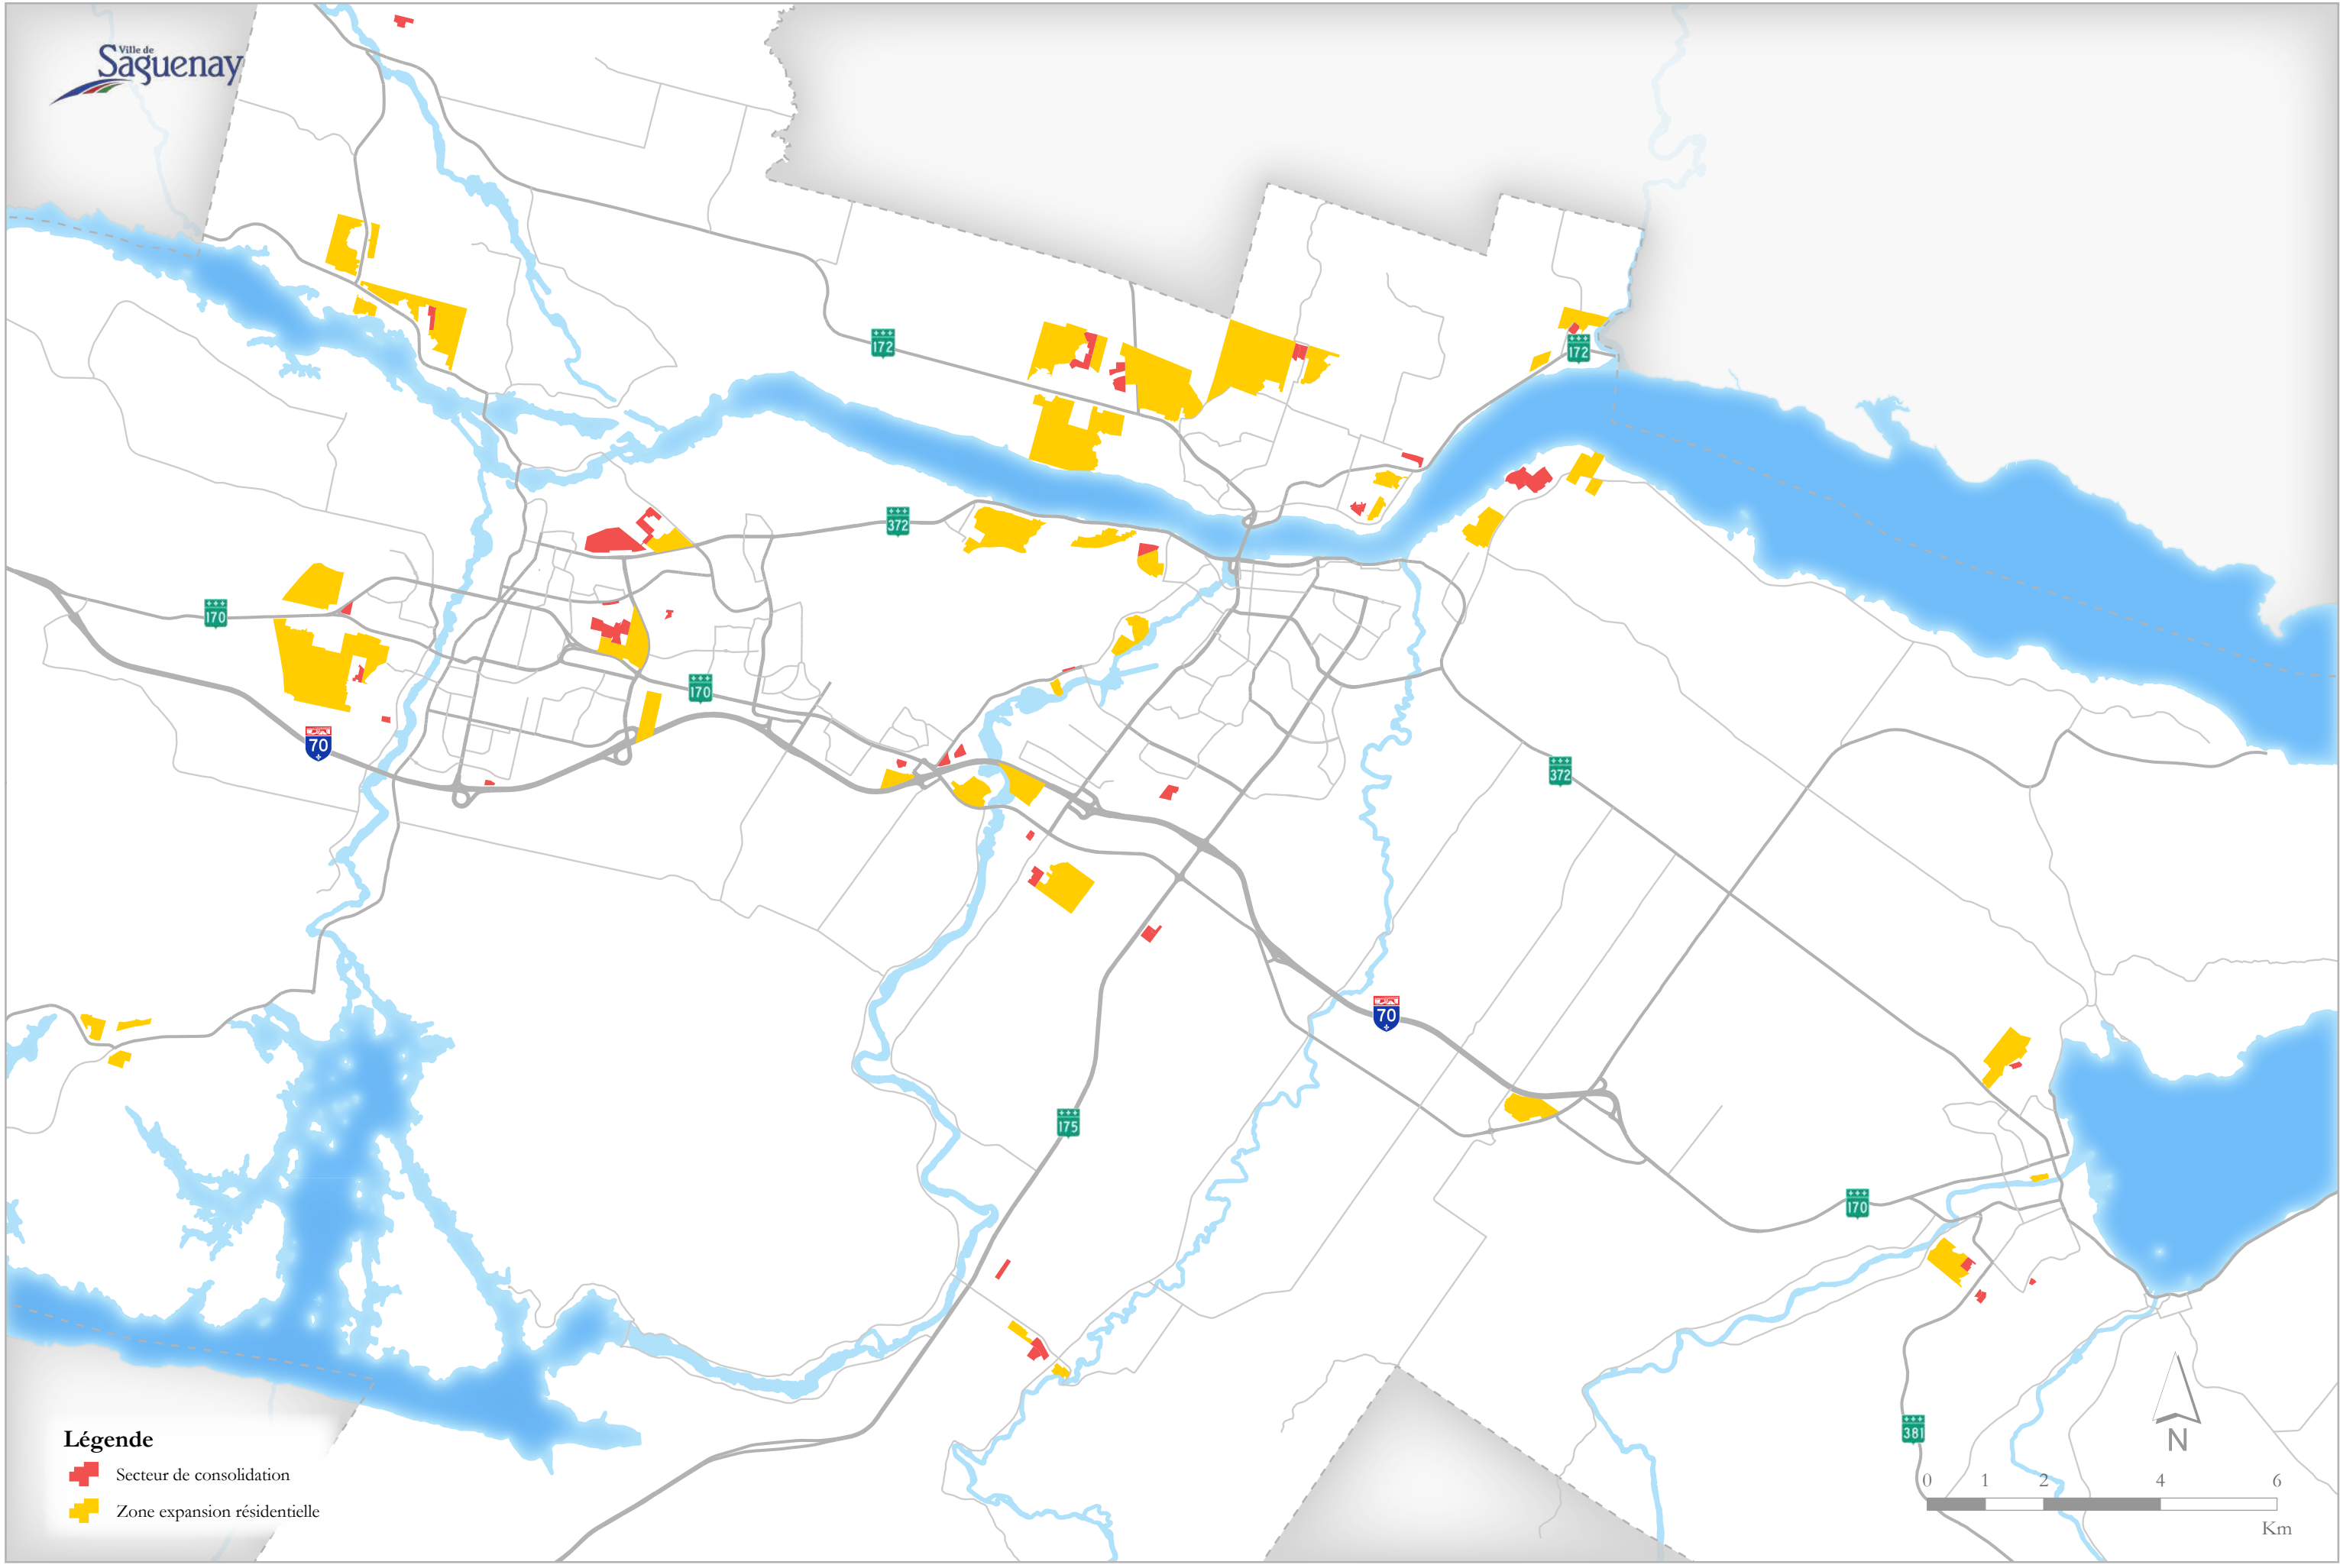 Ville de
Saguenay
172
172
372
170
170
70
372
70
175
170
381
Légende
Secteur de consolidation
Zone expansion résidentielle
N
0 1 2 4 6
Km